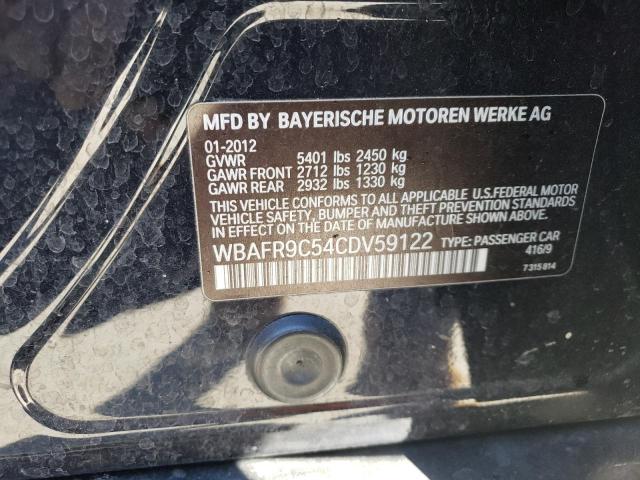 MFD BY BAYERISCHE MOTOREN WERKE AG
01-2012
GVWR 5401 lbs 2450 kg
GAWR FRONT 2712 lbs 1230 kg
GAWR REAR 2932 lbs 1330 kg
THIS VEHICLE CONFORMS TO ALL APPLICABLE U.S.FEDERAL MOTOR
VEHICLE SAFETY, BUMPER AND THEFT PREVENTION STANDARDS
IN EFFECT ON THE DATE OF MANUFACTURE SHOWN ABOVE.
WBAFR9C54CDV59122 TYPE: PASSENGER CAR
416/9
7315814